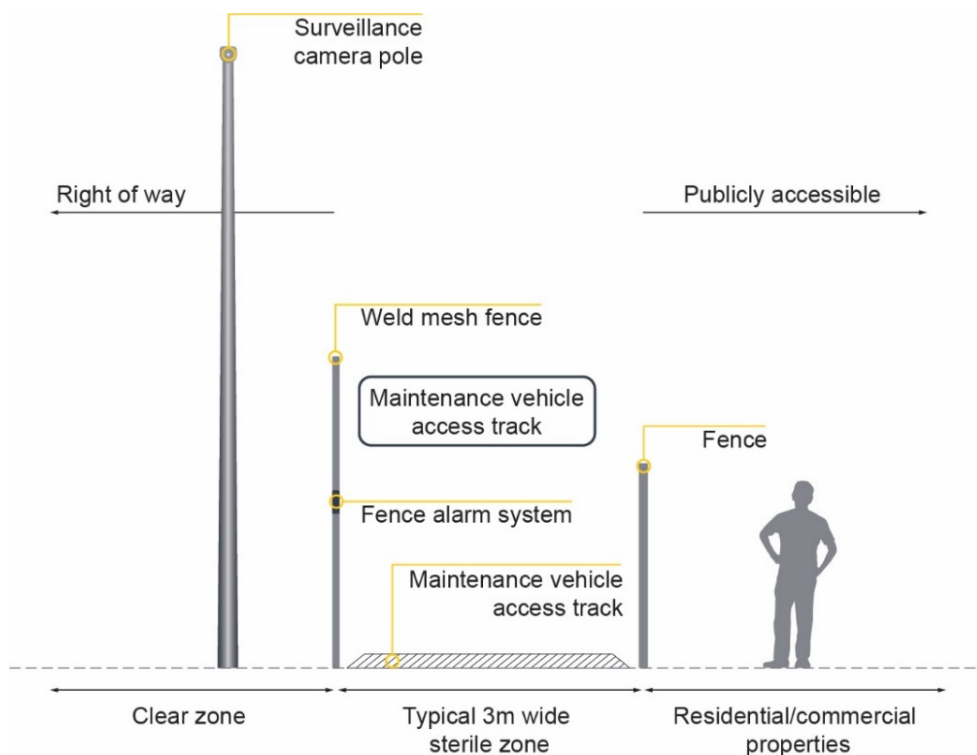 Surveillance
camera pole
Right of way
Publicly accessible
Weld mesh fence
Maintenance vehicle
access track
Fence
Fence alarm system
Maintenance vehicle
access track
Clear zone
Typical 3m wide
sterile zone
Residential/commercial
properties